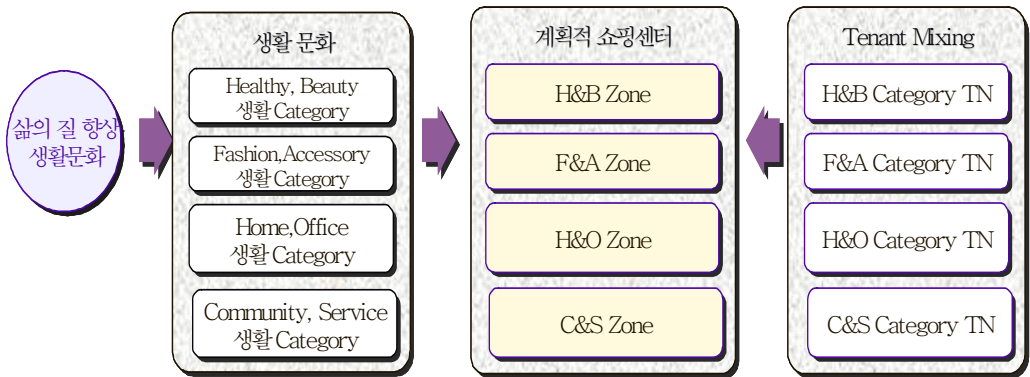 삶의 질 향상
생활문화
생활 문화
Healthy, Beauty
생활 Category
Fashion,Accessory
생활 Category
Home,Office
생활 Category
Community, Service
생활 Category
계획적 쇼핑센터
H&B Zone
F&A Zone
H&O Zone
C&S Zone
Tenant Mixing
H&B Category TN
F&A Category TN
H&O Category TN
C&S Category TN